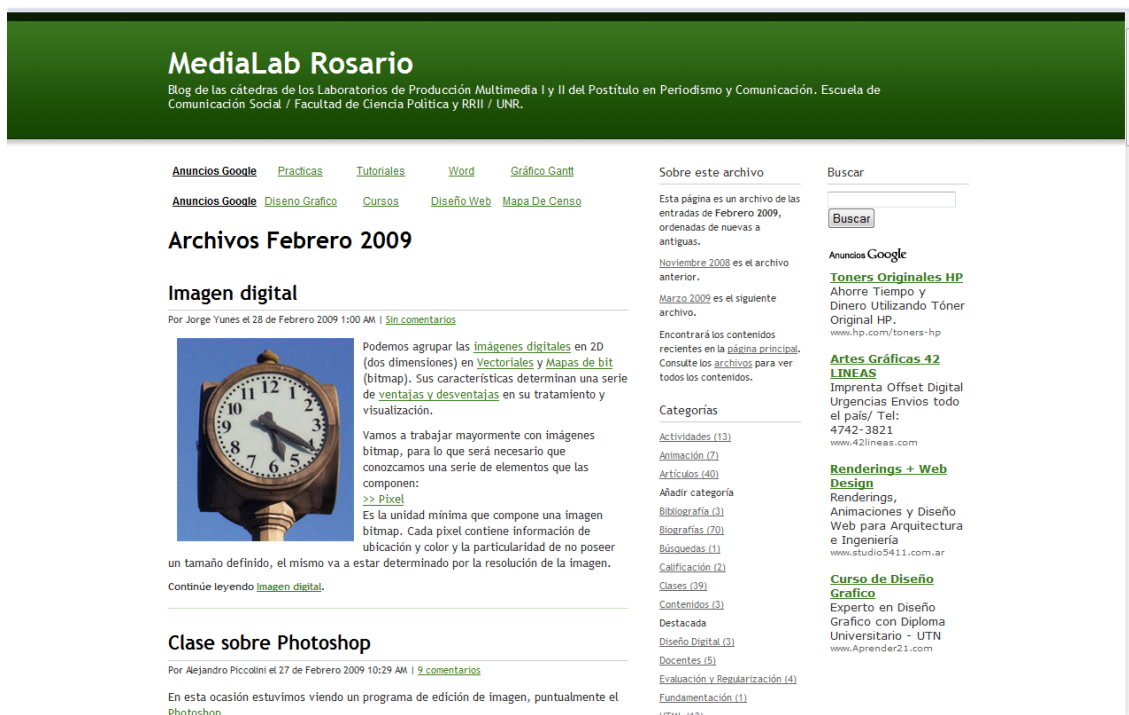 MediaLab Rosario
Blog de las cátedras de los Laboratorios de Producción Multimedia I y II del Postítulo en Periodismo y Comunicación. Escuela de
Comunicación Social / Facultad de Ciencia Politica y RRII / UNR.
Anuncios Google Practicas Tutoriales Word Gráfico Gantt
Anuncios Google Diseno Grafico Cursos Diseño Web Mapa De Censo
Archivos Febrero 2009
Imagen digital
Por Jorge Yunes el 28 de Febrero 2009 1:00 AM | Sin comentarios
12
1
2
3
4
5
6
7
8
9
10
11
Podemos agrupar las imágenes digitales en 2D
(dos dimensiones) en Vectoriales y Mapas de bit
(bitmap). Sus características determinan una serie
de ventajas y desventajas en su tratamiento y
visualización.
Vamos a trabajar mayormente con imágenes
bitmap, para lo que será necesario que
conozcamos una serie de elementos que las
componen:
>> Pixel
Es la unidad mínima que compone una imagen
bitmap. Cada pixel contiene información de
ubicación y color y la particularidad de no poseer
un tamaño definido, el mismo va a estar determinado por la resolución de la imagen.
Continúe leyendo Imagen digital.
Clase sobre Photoshop
Por Alejandro Piccolini el 27 de Febrero 2009 10:29 AM | 9 comentarios
En esta ocasión estuvimos viendo un programa de edición de imagen, puntualmente el
Photoshop.
Sobre este archivo
Esta página es un archivo de las
entradas de Febrero 2009,
ordenadas de nuevas a
antiguas.
Noviembre 2008 es el archivo
anterior.
Marzo 2009 es el siguiente
archivo.
Encontrará los contenidos
recientes en la página principal.
Consulte los archivos para ver
todos los contenidos.
Categorías
Actividades (13)
Animación (7)
Artículos (40)
Añadir categoría
Bibliografía (3)
Biografías (70)
Búsquedas (1)
Calificación (2)
Clases (39)
Contenidos (3)
Destacada
Diseño Digital (3)
Docentes (5)
Evaluación y Regularización (4)
Fundamentación (1)
HTML (12)
Buscar
Buscar
Anuncios Google
Toners Originales HP
Ahorre Tiempo y
Dinero Utilizando Tóner
Original HP.
www.hp.com/toners-hp
Artes Gráficas 42
LINEAS
Imprenta Offset Digital
Urgencias Envios todo
el país/ Tel:
4742-3821
www.42lineas.com
Renderings + Web
Design
Renderings,
Animaciones y Diseño
Web para Arquitectura
e Ingeniería
www.studio5411.com.ar
Curso de Diseño
Grafico
Experto en Diseño
Grafico con Diploma
Universitario - UTN
www.Aprender21.com